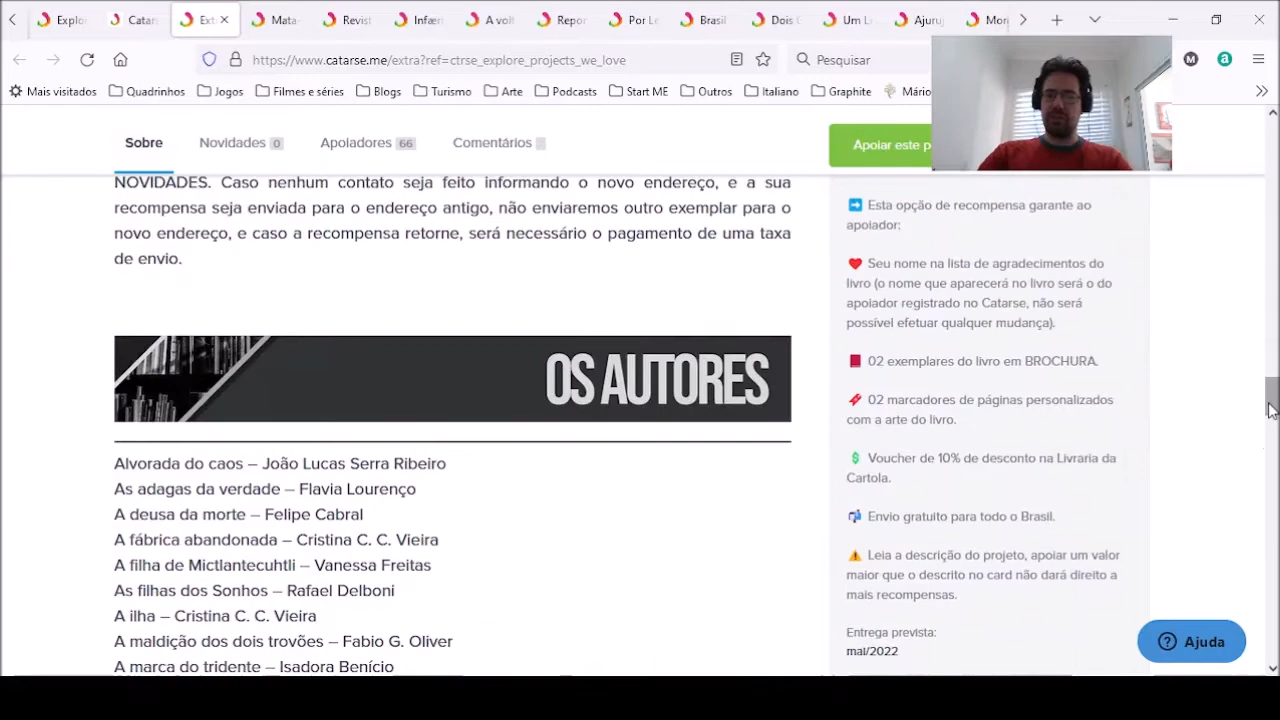 Explo
Catar
Ext
Mata-
Revist
Infær
A volt
Repor
Por Le
Brasil
Dois
Um L
Ajuruj
Mor
https://www.catarse.me/extra?ref=ctrse_explore_projects_we_love
Pesquisar
M
a
Mais visitados
Quadrinhos
Jogos
Filmes e séries
Blogs
Turismo
Arte
Podcasts
Start ME
Outros
Italiano
Graphite
Mário
Sobre
Novidades 0
Apoiadores 66
Comentários
Apoiar este p
NOVIDADES. Caso nenhum contato seja feito informando o novo endereço, e a sua
recompensa seja enviada para o endereço antigo, não enviaremos outro exemplar para o
novo endereço, e caso a recompensa retorne, será necessário o pagamento de uma taxa
de envio.
OS AUTORES
Alvorada do caos – João Lucas Serra Ribeiro
As adagas da verdade – Flavia Lourenço
A deusa da morte – Felipe Cabral
A fábrica abandonada – Cristina C. C. Vieira
A filha de Mictlantecuhtli – Vanessa Freitas
As filhas dos Sonhos – Rafael Delboni
A ilha – Cristina C. C. Vieira
A maldição dos dois trovões – Fabio G. Oliver
A marca do tridente – Isadora Benício
Esta opção de recompensa garante ao
apoiador:
Seu nome na lista de agradecimentos do
livro (o nome que aparecerá no livro será o do
apoiador registrado no Catarse, não será
possível efetuar qualquer mudança).
02 exemplares do livro em BROCHURA.
02 marcadores de páginas personalizados
com a arte do livro.
Voucher de 10% de desconto na Livraria da
Cartola.
Envio gratuito para todo o Brasil.
Leia a descrição do projeto, apoiar um valor
maior que o descrito no card não dará direito a
mais recompensas.
Entrega prevista:
mai/2022
Ajuda